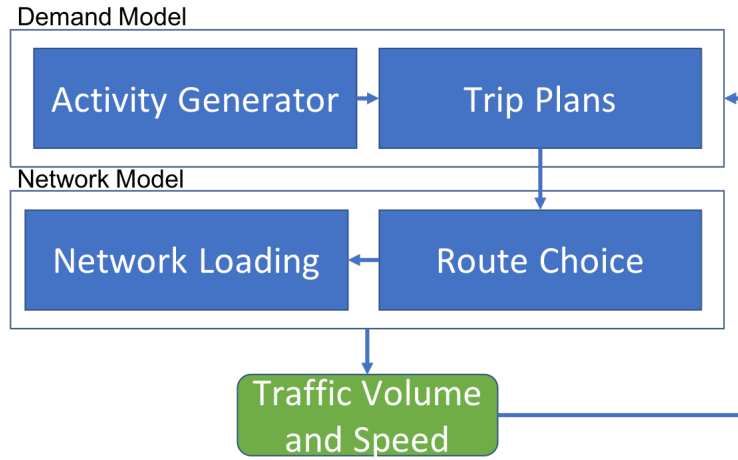 Demand Model
Activity Generator
Trip Plans
Network Model
Network Loading
Route Choice
Traffic Volume
and Speed